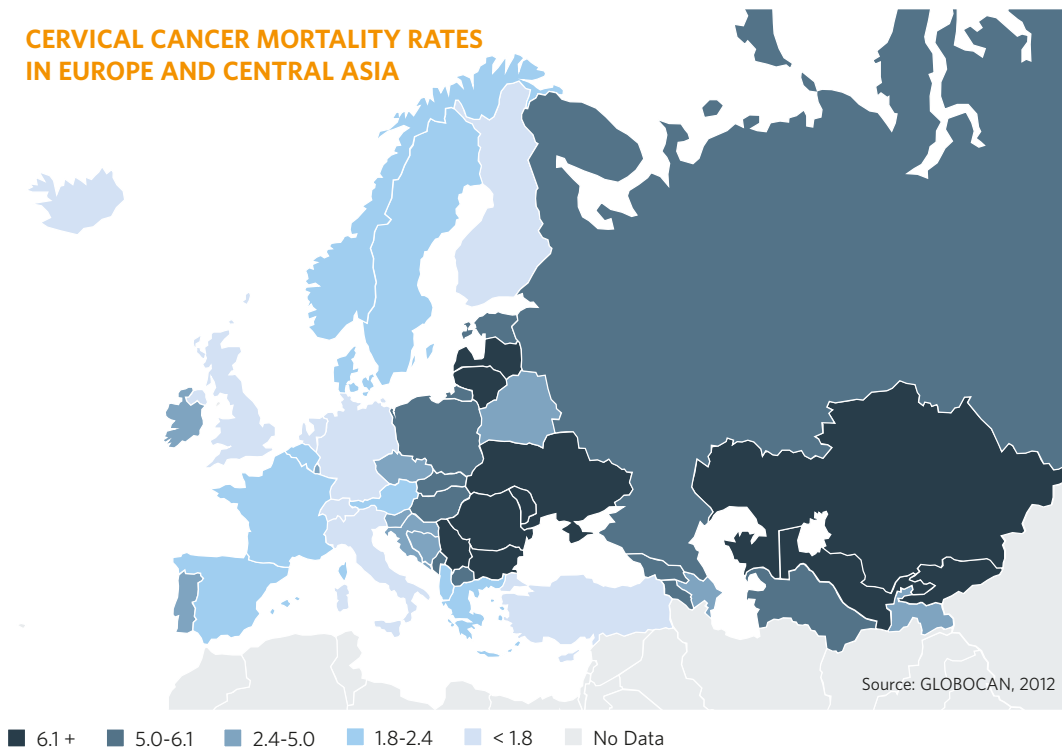 CERVICAL CANCER MORTALITY RATES
IN EUROPE AND CENTRAL ASIA
Source: GLOBOCAN, 2012
6.1 + 5.0-6.1 2.4-5.0 1.8-2.4 < 1.8 No Data